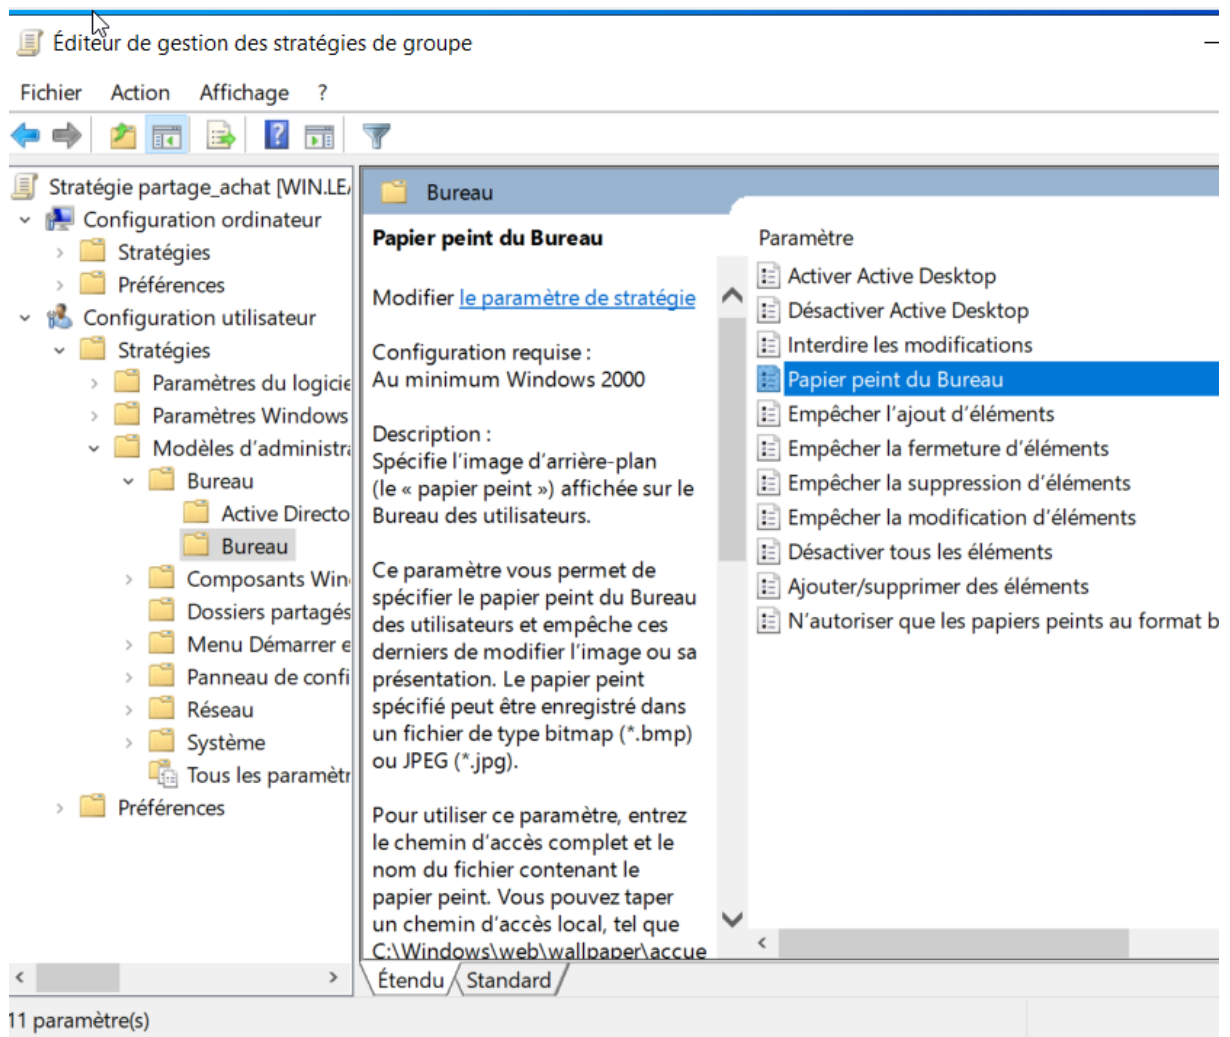 Éditeur de gestion des stratégies de groupe
Fichier Action Affichage ?
Stratégie partage_achat [WIN.LE
Configuration ordinateur
Stratégies
Préférences
Configuration utilisateur
Stratégies
Paramètres du logicie
Paramètres Windows
Modèles d'administra
Bureau
Active Directo
Bureau
Composants Win
Dossiers partagés
Menu Démarrer e
Panneau de confi
Réseau
Système
Tous les paramètr
Préférences
Bureau
Papier peint du Bureau
Modifier le paramètre de stratégie
Configuration requise :
Au minimum Windows 2000
Description :
Spécifie l'image d'arrière-plan
(le « papier peint ») affichée sur le
Bureau des utilisateurs.
Ce paramètre vous permet de
spécifier le papier peint du Bureau
des utilisateurs et empêche ces
derniers de modifier l'image ou sa
présentation. Le papier peint
spécifié peut être enregistré dans
un fichier de type bitmap (*.bmp)
ou JPEG (*.jpg).
Pour utiliser ce paramètre, entrez
le chemin d'accès complet et le
nom du fichier contenant le
papier peint. Vous pouvez taper
un chemin d'accès local, tel que
C:\Windows\web\wallpaper\accue
Paramètre
Activer Active Desktop
Désactiver Active Desktop
Interdire les modifications
Papier peint du Bureau
Empêcher l'ajout d'éléments
Empêcher la fermeture d'éléments
Empêcher la suppression d'éléments
Empêcher la modification d'éléments
Désactiver tous les éléments
Ajouter/supprimer des éléments
N'autoriser que les papiers peints au format b
Étendu Standard
11 paramètre(s)